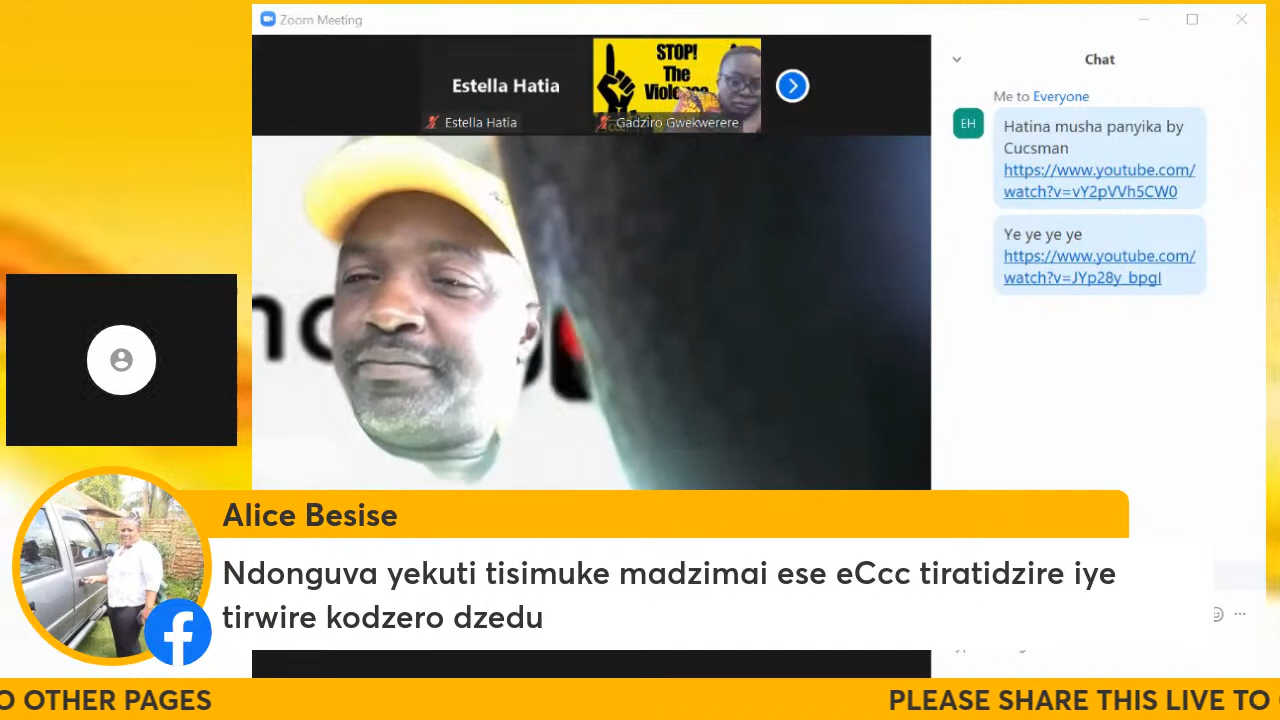 Zoom Meeting
Estella Hatia
Estella Hatia
STOP!
The
Gadziro Gwekwerere
Chat
Me to Everyone
EH
Hatina musha panyika by
Cucsman
https://www.youtube.com/
watch?v=vY2pVVh5CW0
Ye ye ye ye
https://www.youtube.com/
watch?v=JYp28y_bpgI
Alice Besise
Ndonguva yekuti tisimuke madzimai ese eCcc tiratidzire iye
tirwire kodzero dzedu
O OTHER PAGES
PLEASE SHARE THIS LIVE TO